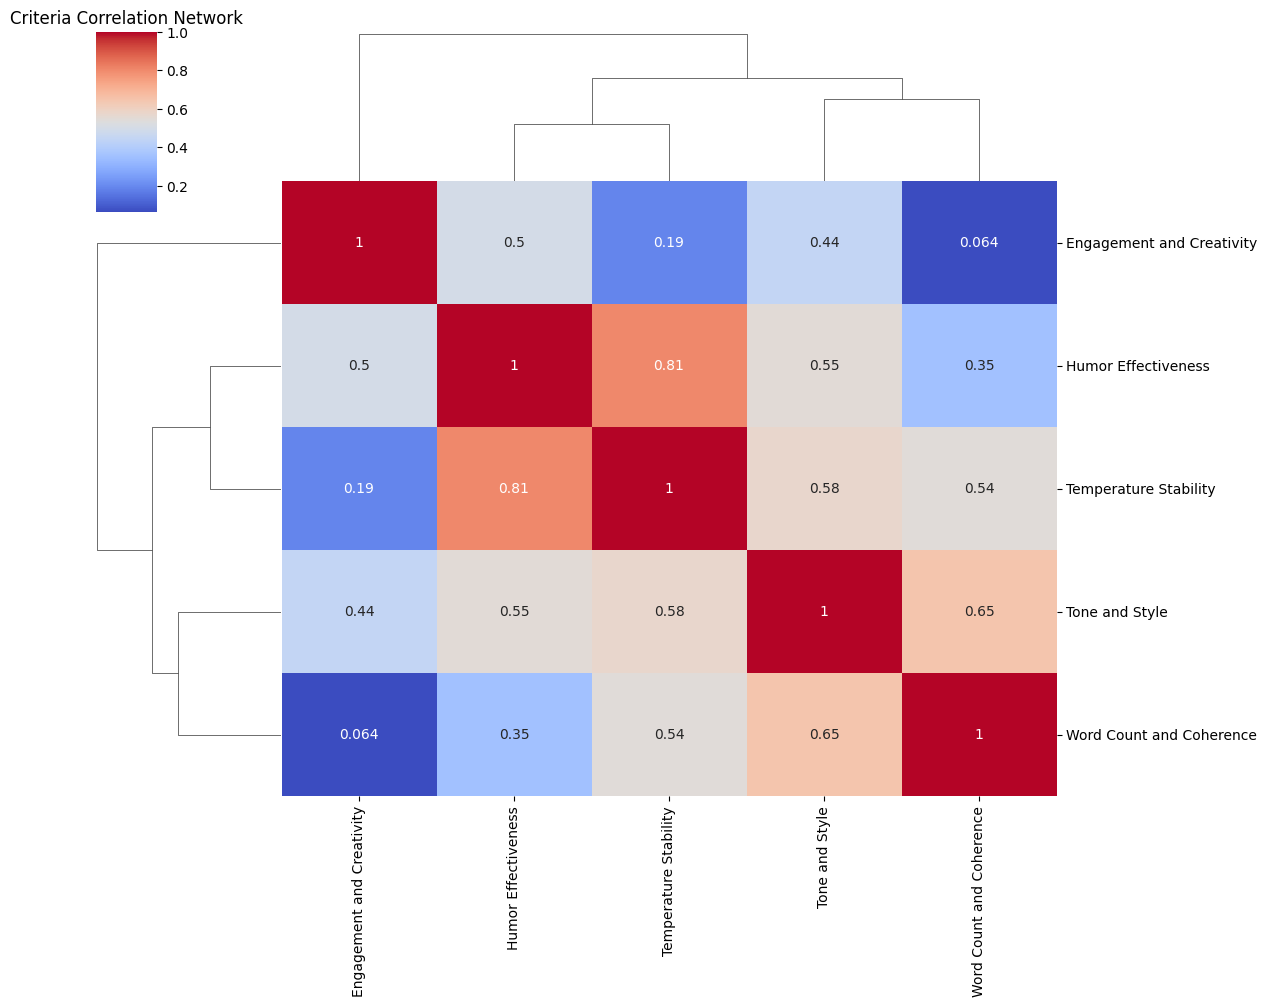 Criteria Correlation Network
1.0
0.8
0.6
0.4
0.2
1 0.5 0.19 0.44 0.064 Engagement and Creativity
0.5 1 0.81 0.55 0.35 Humor Effectiveness
0.19 0.81 1 0.58 0.54 Temperature Stability
0.44 0.55 0.58 1 0.65 Tone and Style
0.064 0.35 0.54 0.65 1 Word Count and Coherence
Engagement and Creativity
Humor Effectiveness
Temperature Stability
Tone and Style
Word Count and Coherence